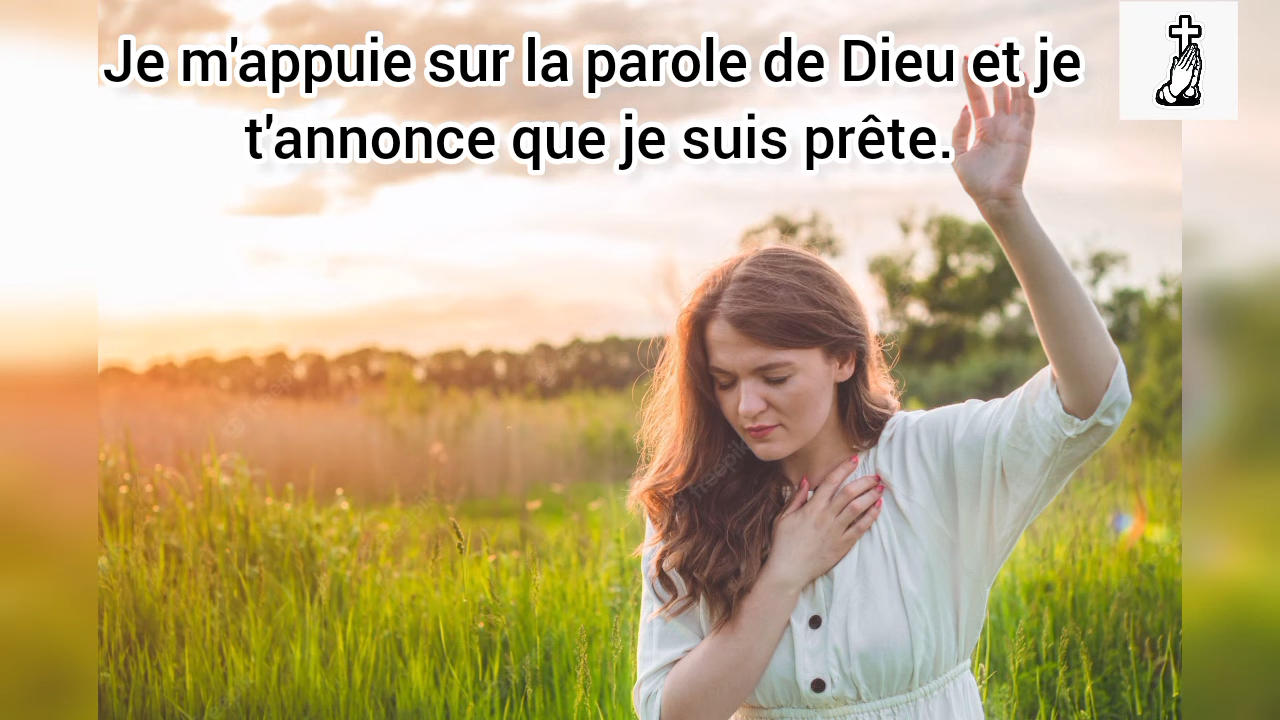 Je m'appuie sur la parole de Dieu et je
t'annonce que je suis prête.